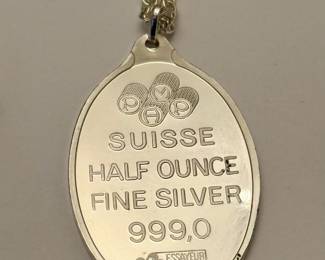 P A M P
SUISSE
HALF OUNCE
FINE SILVER
999,0
ESSAYEUR